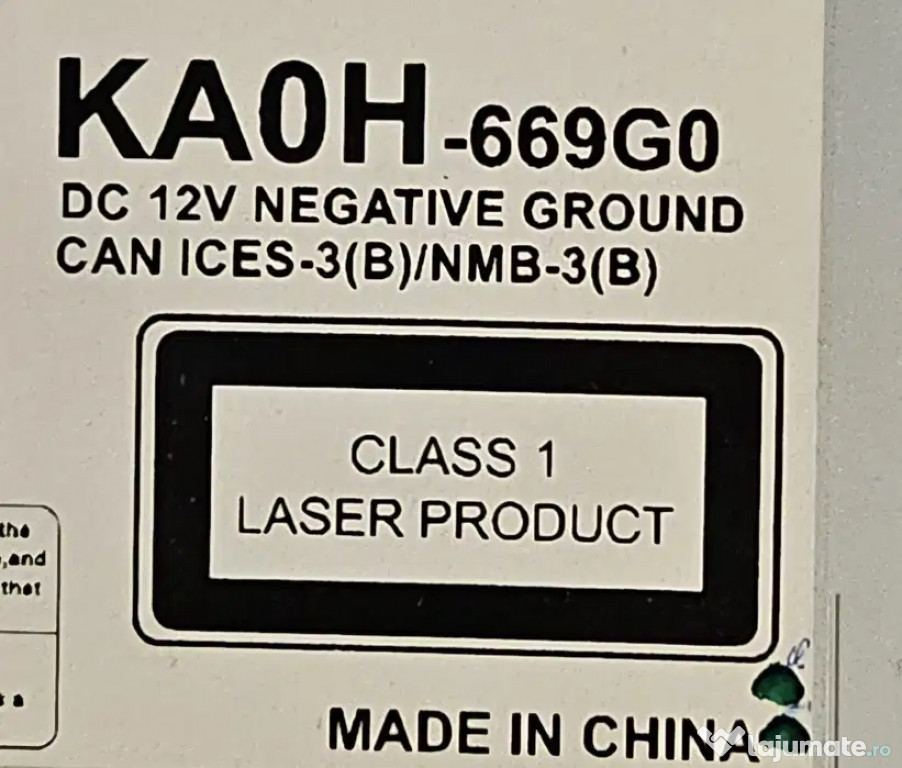 KA0H-669G0
DC 12V NEGATIVE GROUND
CAN ICES-3(B)/NMB-3(B)
CLASS 1
LASER PRODUCT
the
,and
that
a
MADE IN CHINA
lajumate.ro